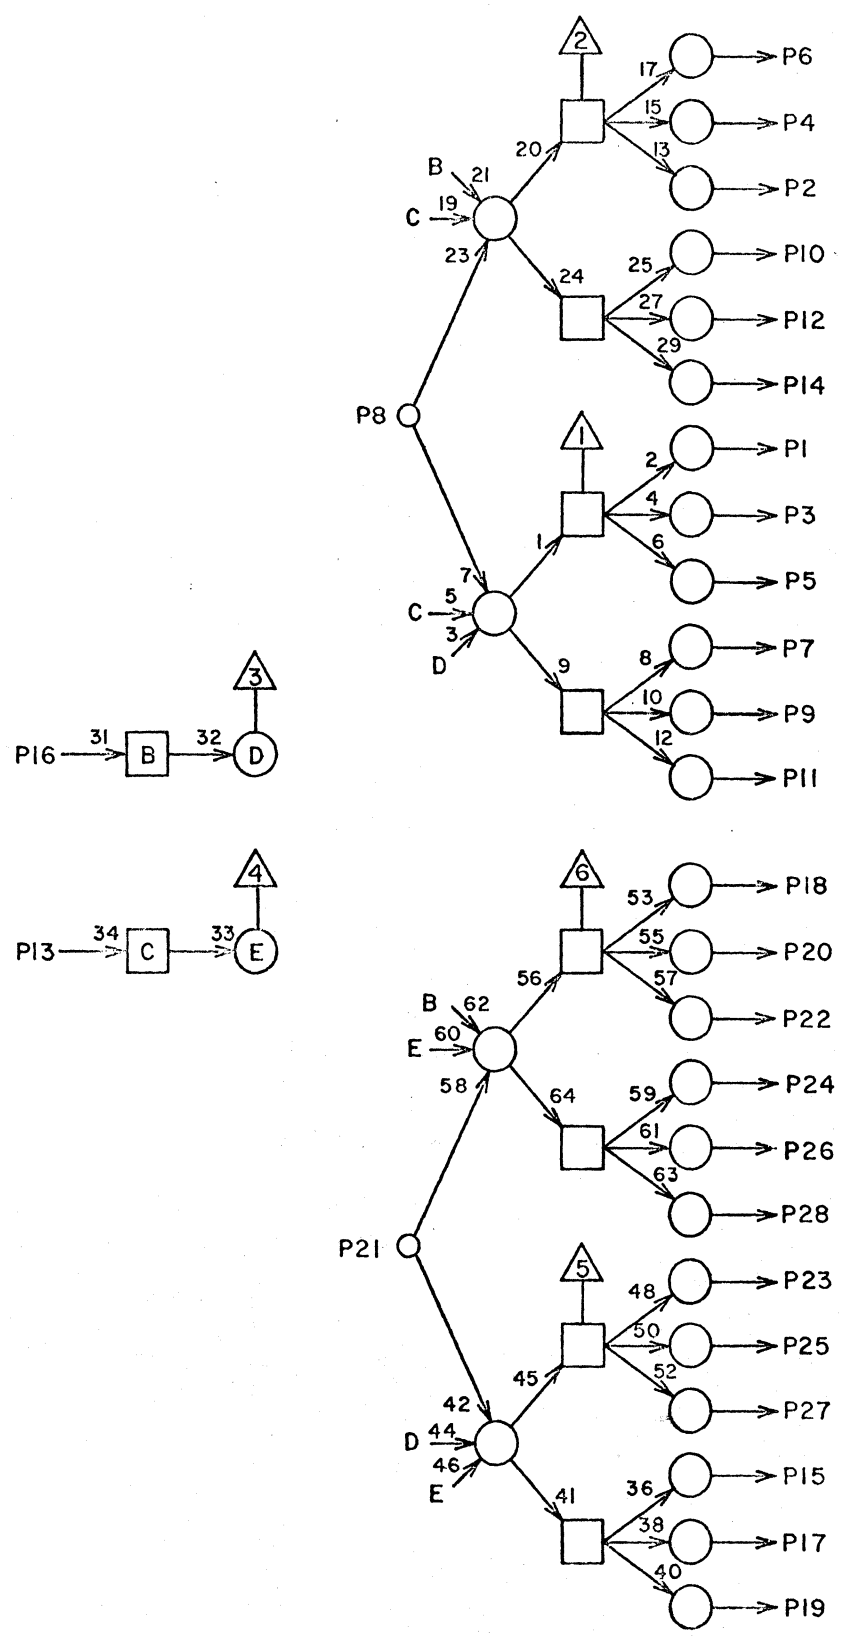 2
17 P6
15 P4
20 13 P2
B 21
C 19
23
24 25 P10
27 P12
29 P14
P8
1
2 P1
4 P3
1 6 P5
7
C 5
3
D
9 8 P7
10 P9
12 P11
3
P16 31 B 32 D
4
P13 34 C 33 E
6
53 P18
55 P20
56 57 P22
B 62
E 60
58
64 59 P24
61 P26
63 P28
P21
5
48 P23
50 P25
45 52 P27
42
D 44
46
E
41 36 P15
38 P17
40 P19